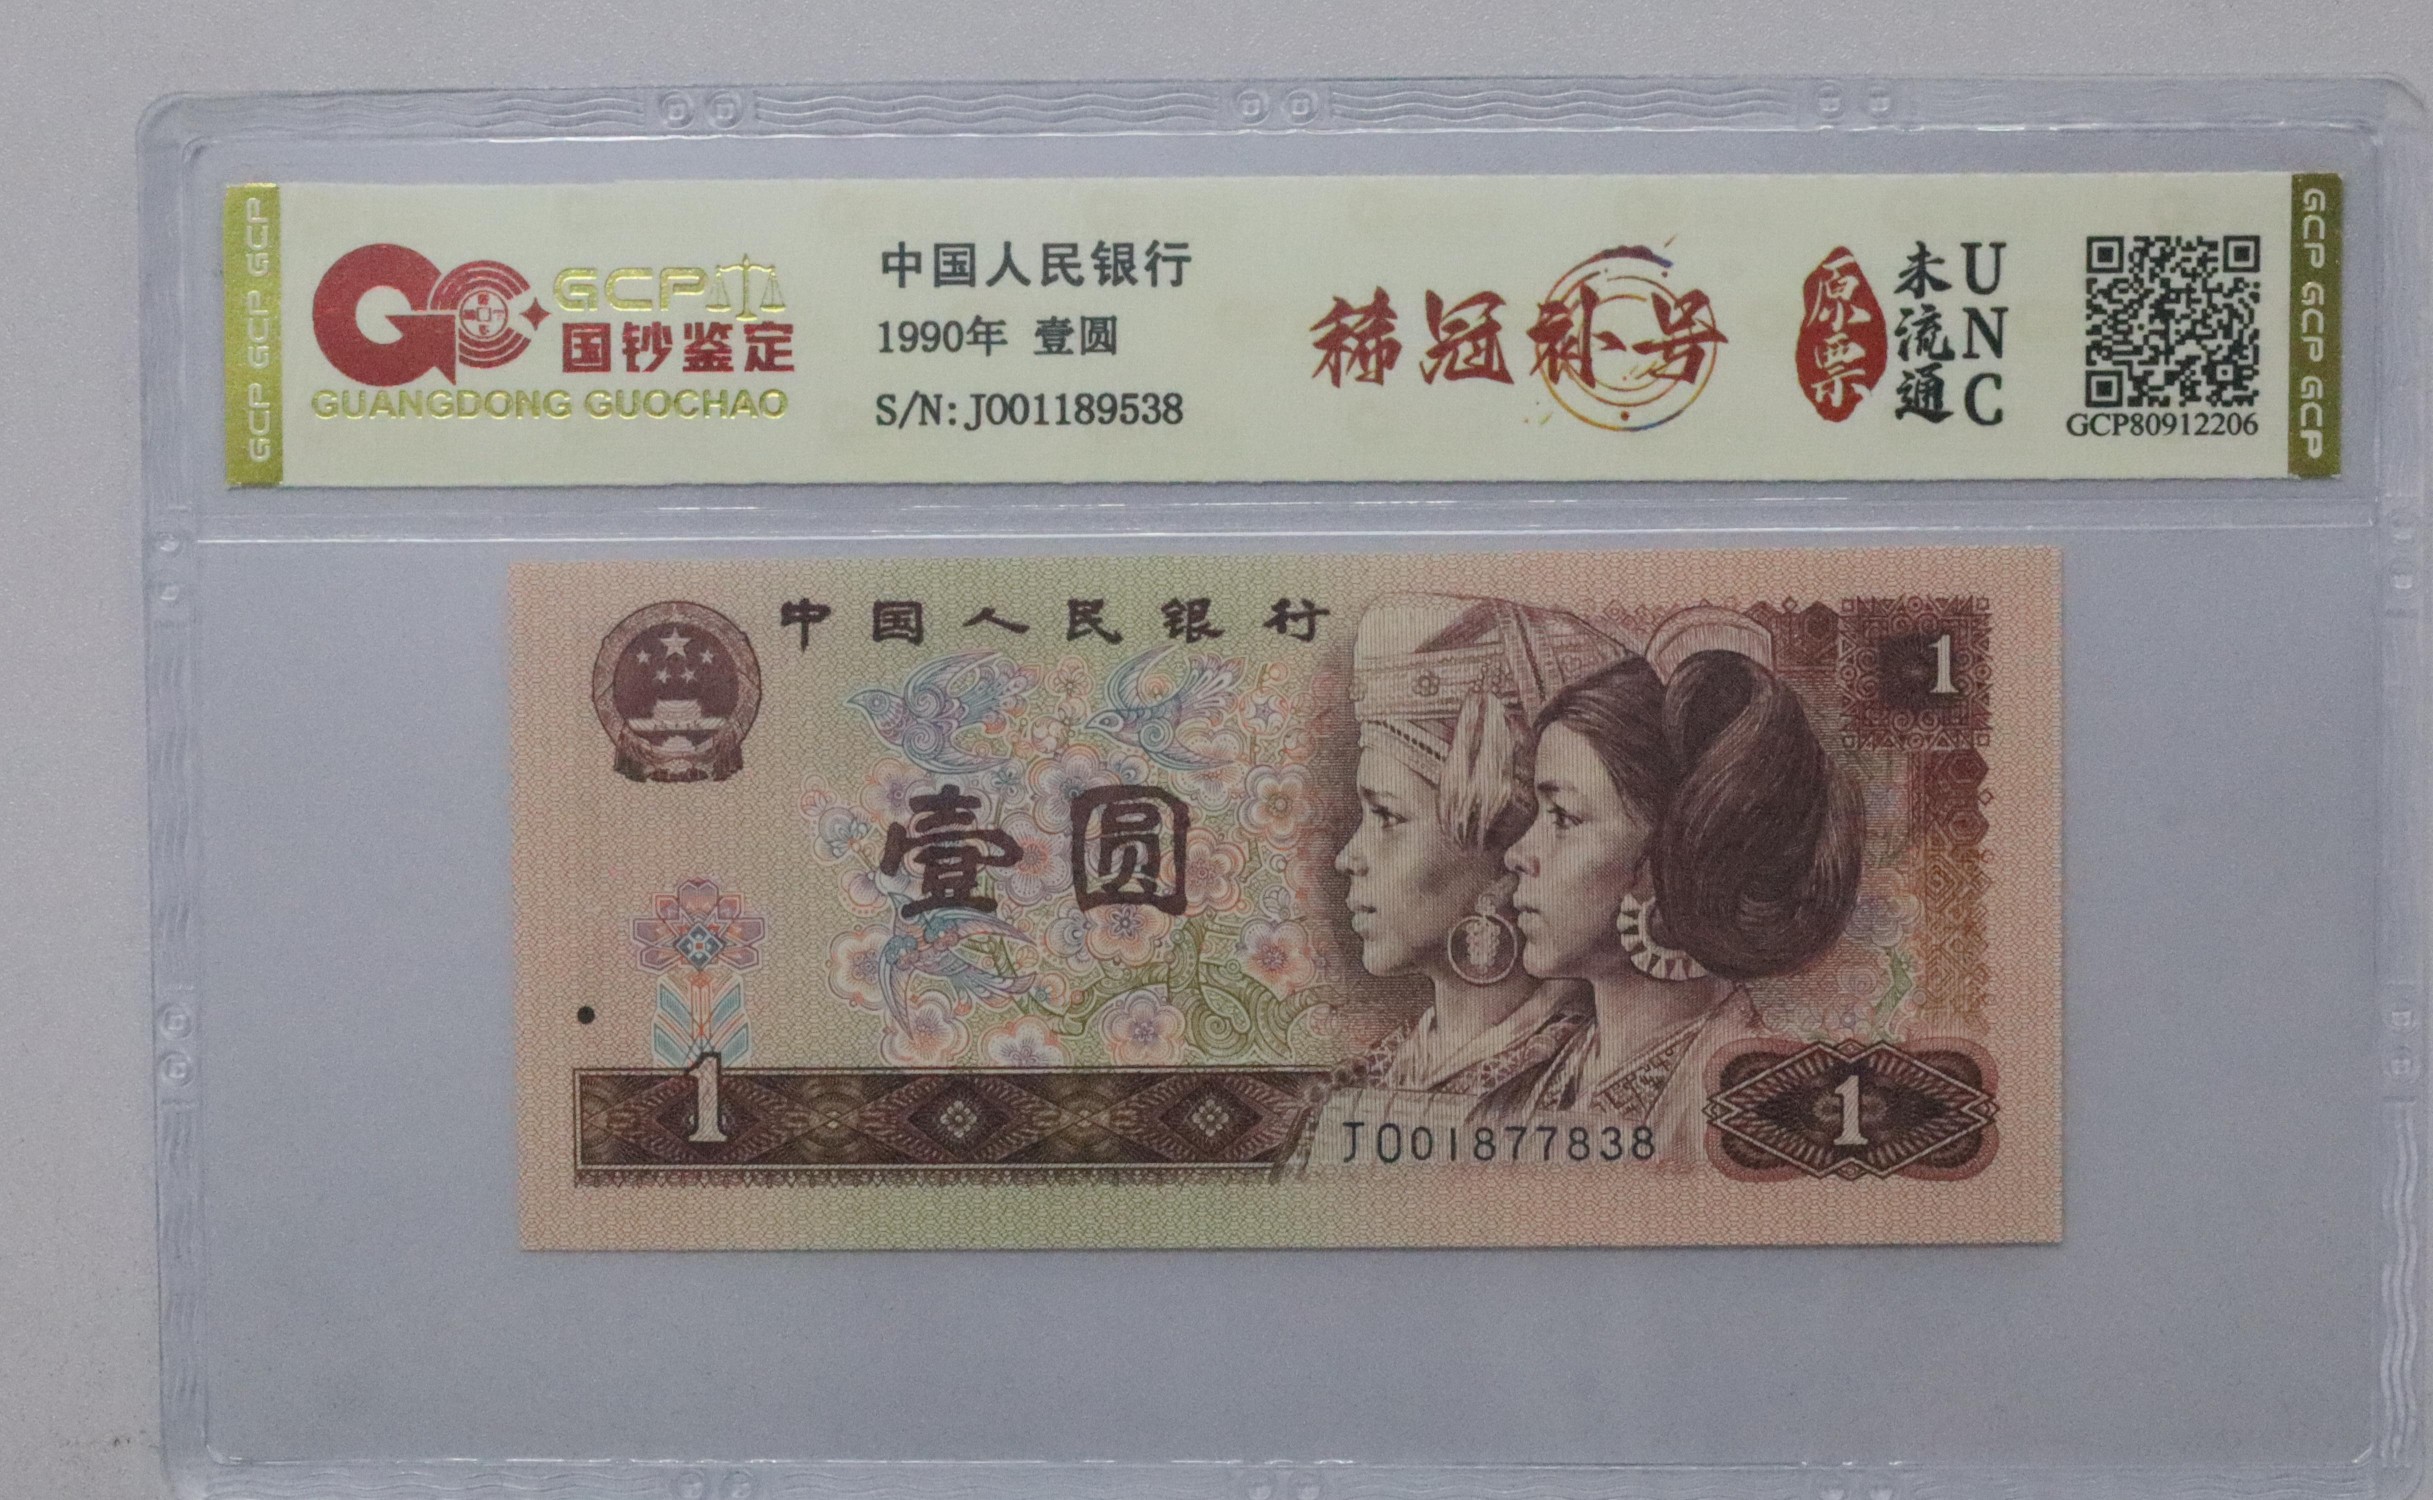 GCP GCP GCP
GCP
国钞鉴定
GUANGDONG GUOCHAO
中国人民银行
1990年 壹圆
S/N: JO01189538
稀冠补号
原票
未流通
UNC
GCP80912206
GCP GCP GCP
中国人民银行
1
壹圆
1
JO01877838
1